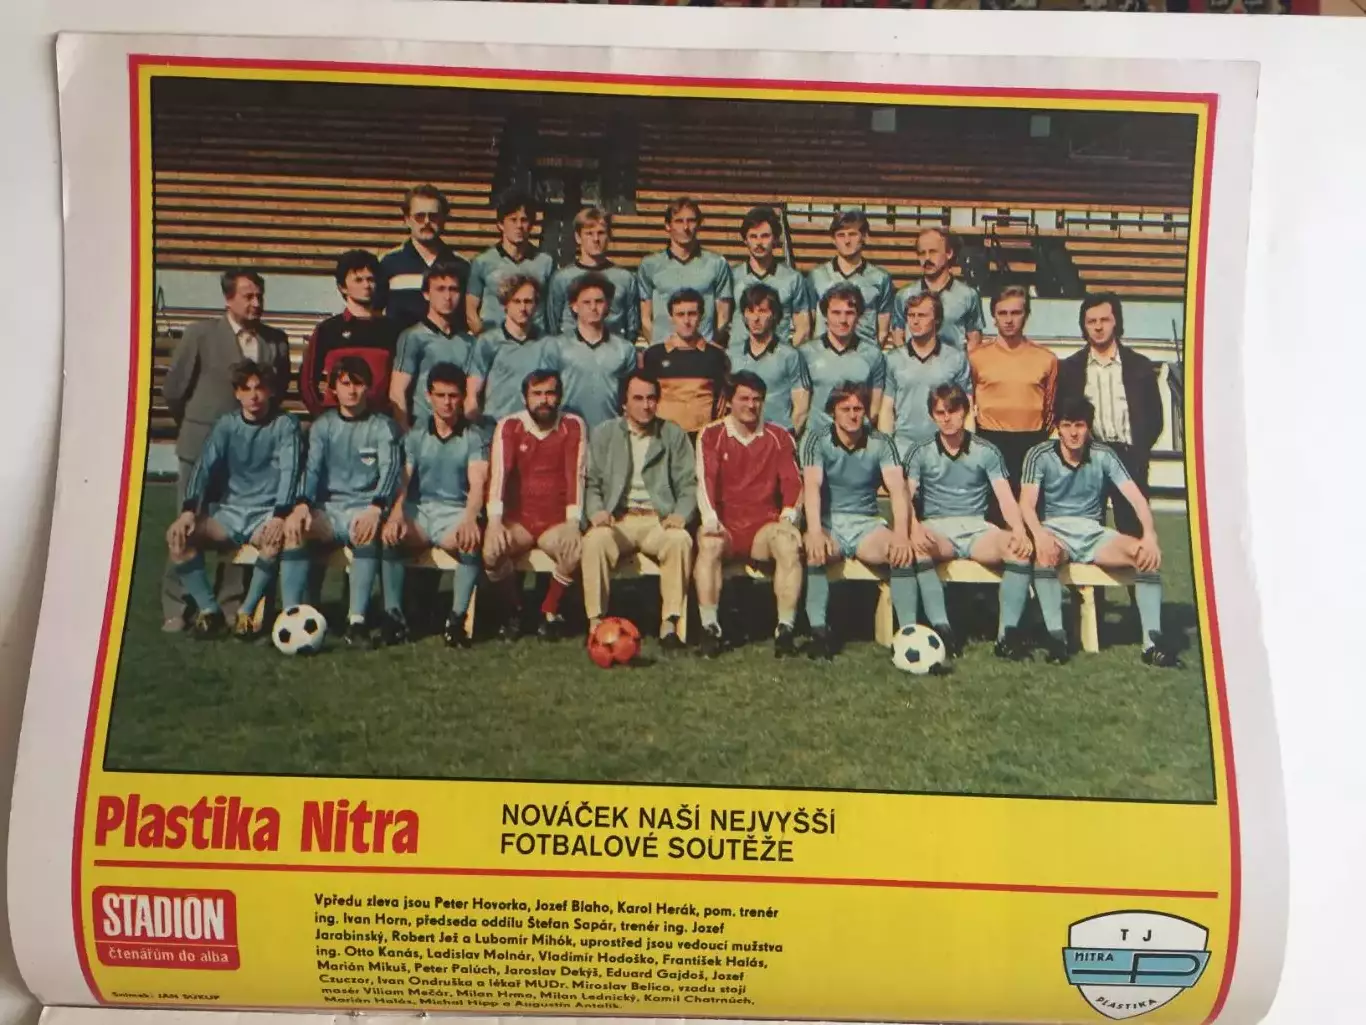 Plastika Nitra
NOVÁČEK NAŠÍ NEJVYŠŠÍ
FOTBALOVÉ SOUTĚŽE
STADIÓN
čtenářům do alba
Snímek: JÁN SÚKUP
Vpředu zleva jsou Peter Hovorka, Jozef Blaho, Karol Herák, pom. trenér
ing. Ivan Horn, předseda oddílu Štefan Sapár, trenér ing. Jozef
Jarabinský, Robert Jež a Lubomír Mihók, uprostřed jsou vedoucí mužstva
ing. Otto Kanás, Ladislav Molnár, Vladimír Hodoško, František Halás,
Marión Mikuš, Peter Palúch, Jaroslav Dekýš, Eduard Gajdoš, Jozef
Czuczor, Ivan Ondruška a lékař MUDr. Miroslav Belica, vzadu stojí
masér Viliam Mečár, Milan Hrmo, Milan Lednický, Kamil Chatrnúch,
Marián Halás, Michal Hipp a Augustín Antalík.
T J
NITRA
PLASTIKA